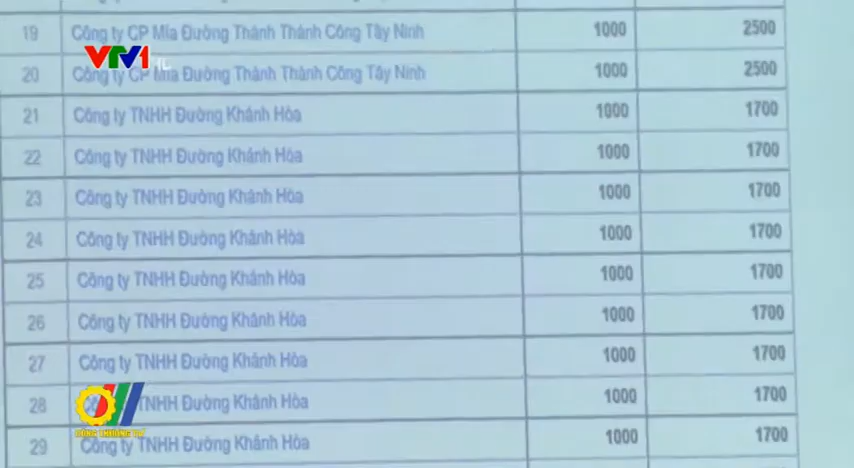 19 Công ty CP Mía Đường Thành Thành Công Tây Ninh 1000 2500
VTV1
20 Công ty CP Mía Đường Thành Thành Công Tây Ninh 1000 2500
21 Công ty TNHH Đường Khánh Hòa 1000 1700
22 Công ty TNHH Đường Khánh Hòa 1000 1700
23 Công ty TNHH Đường Khánh Hòa 1000 1700
24 Công ty TNHH Đường Khánh Hòa 1000 1700
25 Công ty TNHH Đường Khánh Hòa 1000 1700
26 Công ty TNHH Đường Khánh Hòa 1000 1700
27 Công ty TNHH Đường Khánh Hòa 1000 1700
28 TNHH Đường Khánh Hòa 1000 1700
CÔNG THƯƠNG
29 Công ty TNHH Đường Khánh Hòa 1000 1700